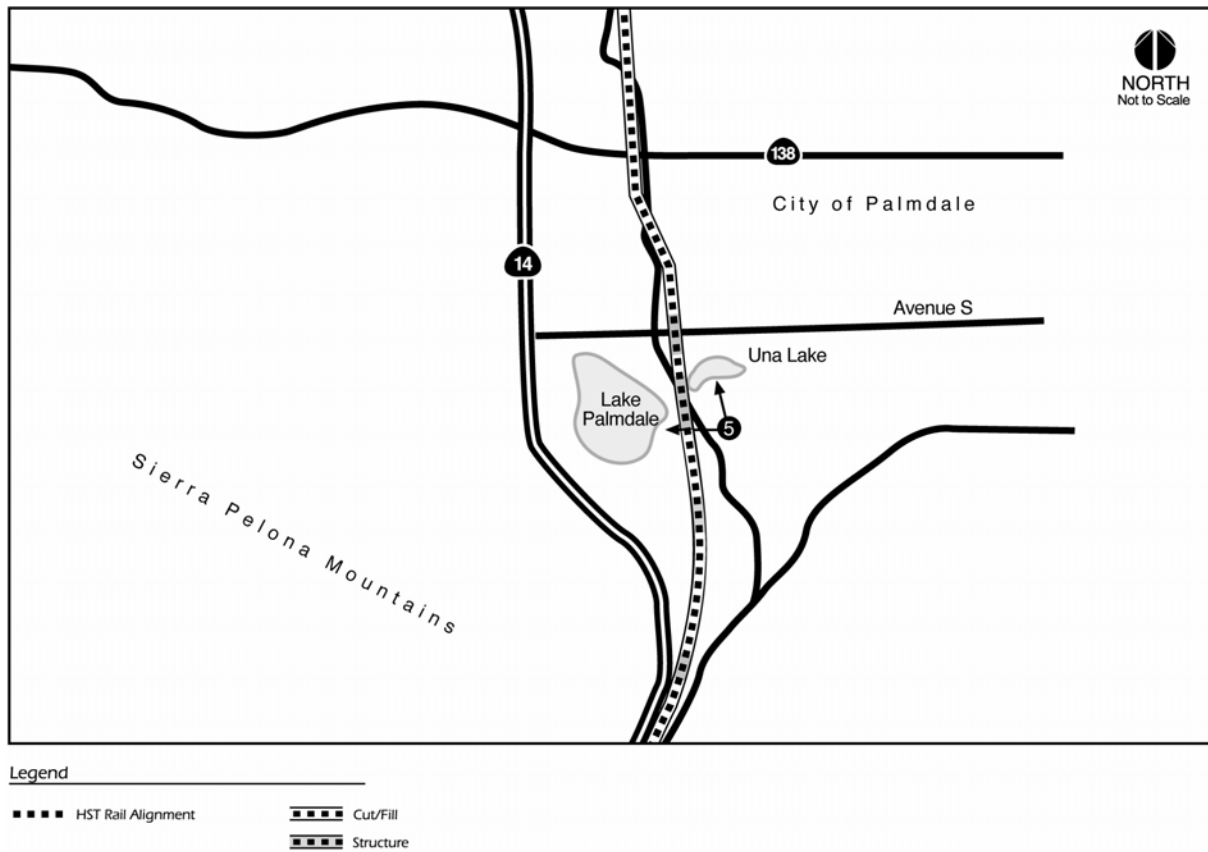 NORTH
Not to Scale
138
City of Palmdale
14
Avenue S
Una Lake
Lake
Palmdale
5
Sierra Pelona Mountains
Legend
HST Rail Alignment
Cut/Fill
Structure